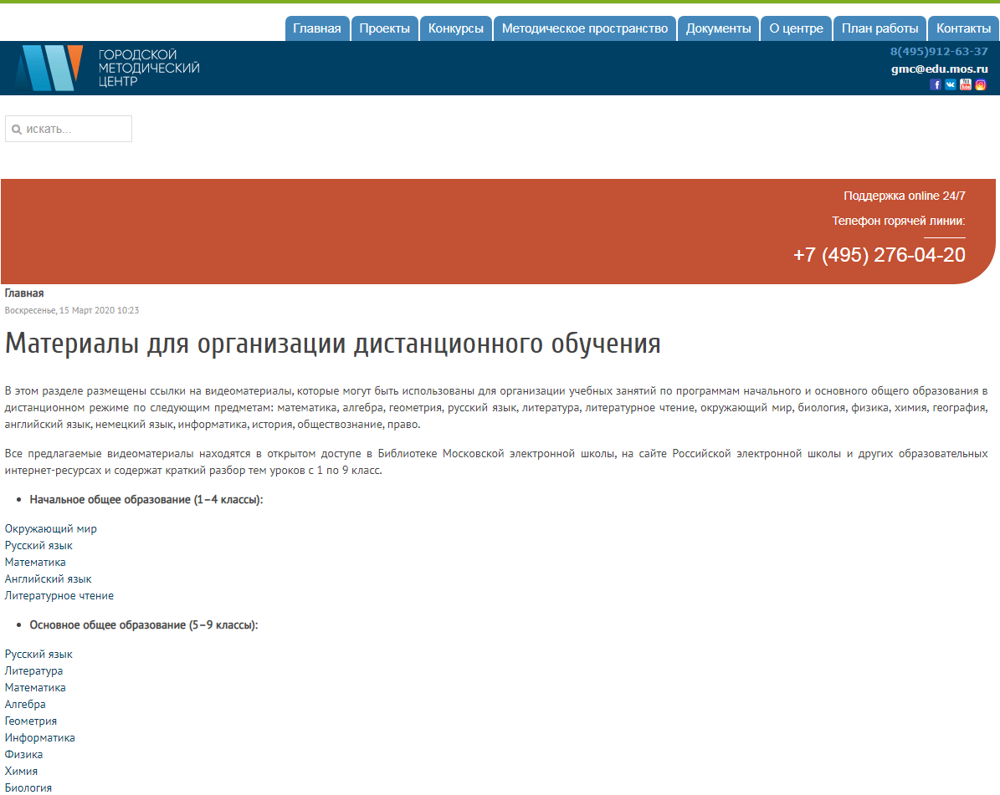 Главная
Проекты
Конкурсы
Методическое пространство
Документы
О центре
План работы
Контакты
ГОРОДСКОЙ
МЕТОДИЧЕСКИЙ
ЦЕНТР
8(495)912-63-37
gmc@edu.mos.ru
искать...
Поддержка online 24/7
Телефон горячей линии:
+7 (495) 276-04-20
Главная
Воскресенье, 15 Март 2020 10:23
Материалы для организации дистанционного обучения
В этом разделе размещены ссылки на видеоматериалы, которые могут быть использованы для организации учебных занятий по программам начального и основного общего образования в
дистанционном режиме по следующим предметам: математика, алгебра, геометрия, русский язык, литература, литературное чтение, окружающий мир, биология, физика, химия, география,
английский язык, немецкий язык, информатика, история, обществознание, право.
Все предлагаемые видеоматериалы находятся в открытом доступе в Библиотеке Московской электронной школы, на сайте Российской электронной школы и других образовательных
интернет-ресурсах и содержат краткий разбор тем уроков с 1 по 9 класс.
• Начальное общее образование (1–4 классы):
Окружающий мир
Русский язык
Математика
Английский язык
Литературное чтение
• Основное общее образование (5–9 классы):
Русский язык
Литература
Математика
Алгебра
Геометрия
Информатика
Физика
Химия
Биология